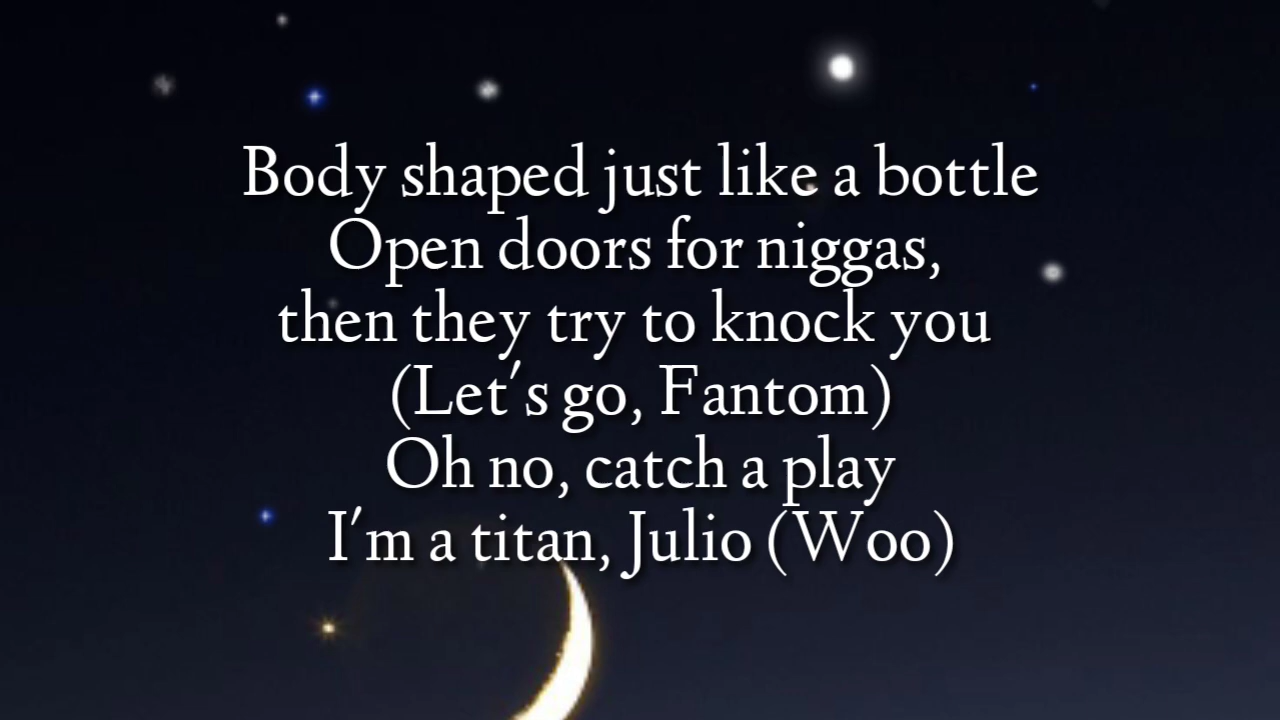 Body shaped just like a bottle
Open doors for niggas,
then they try to knock you
(Let's go, Fantom)
Oh no, catch a play
I'm a titan, Julio (Woo)